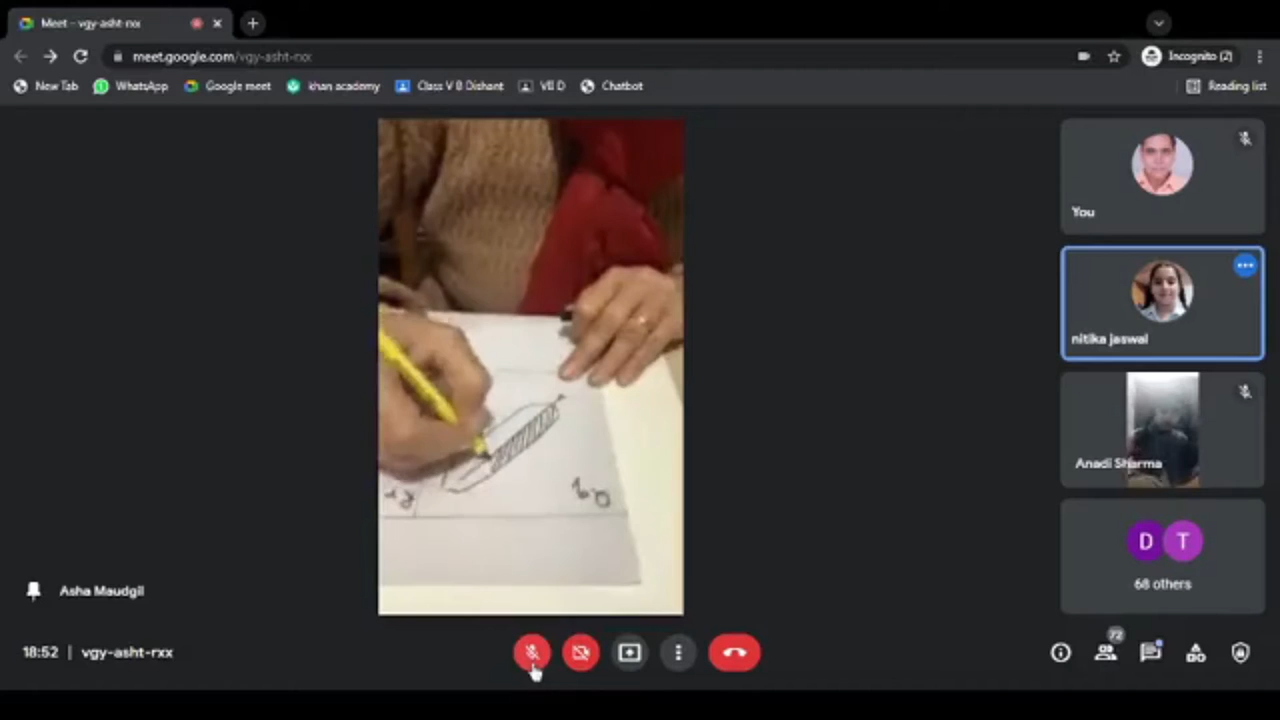 Meet - vgy-asht-rxx
meet.google.com/vgy-asht-rxx
Incognito (2)
New Tab
WhatsApp
Google meet
khan academy
Class V B Dishant
VII D
Chatbot
Reading list
You
nitika jaswal
Anadi Sharma
D T
68 others
Asha Maudgil
18:52 | vgy-asht-rxx
72